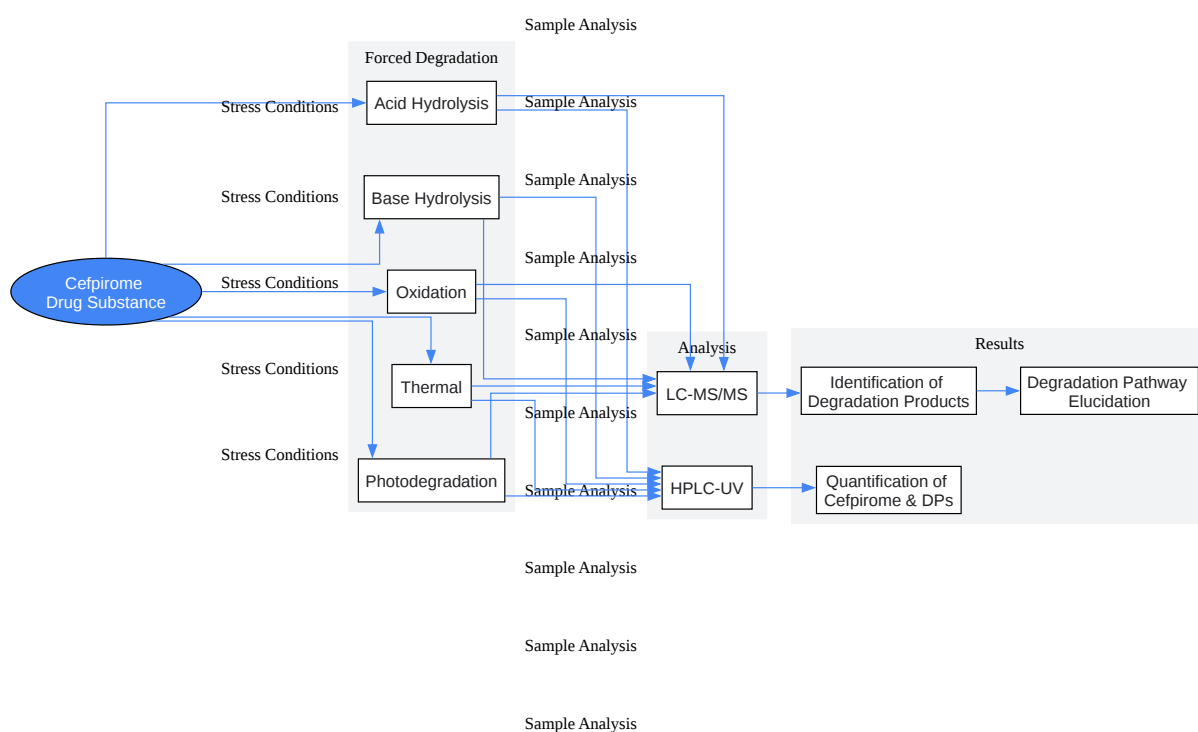 Sample Analysis
Forced Degradation
Acid Hydrolysis
Stress Conditions
Sample Analysis
Base Hydrolysis
Stress Conditions
Sample Analysis
Cefpirome
Drug Substance
Stress Conditions
Oxidation
Sample Analysis
Sample Analysis
Stress Conditions
Thermal
Sample Analysis
Stress Conditions
Photodegradation
Sample Analysis
Analysis
LC-MS/MS
HPLC-UV
Results
Identification of
Degradation Products
Degradation Pathway
Elucidation
Quantification of
Cefpirome & DPs
Sample Analysis
Sample Analysis
Sample Analysis